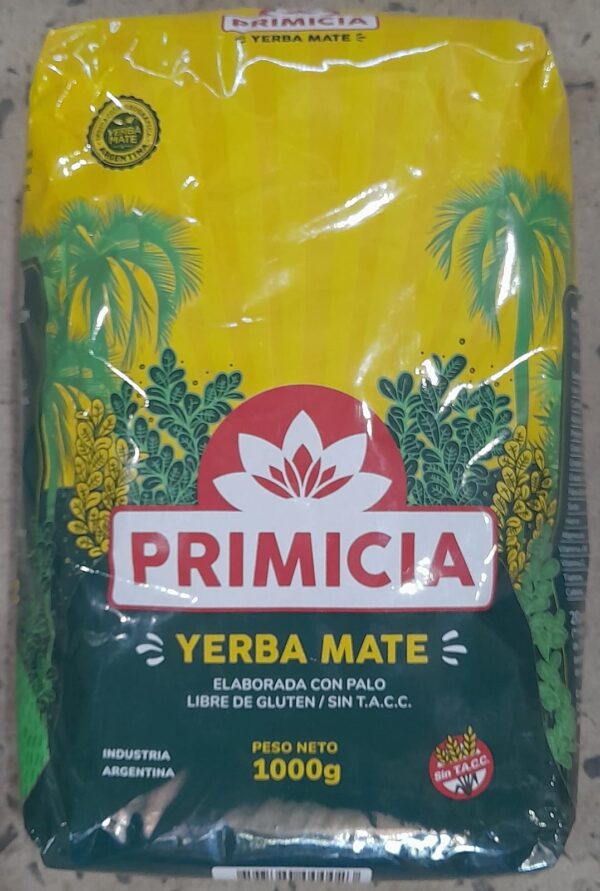 PRIMICIA
YERBA MATE
YERBA
MATE
ARGENTINA
PRIMICIA
YERBA MATE
ELABORADA CON PALO
LIBRE DE GLUTEN / SIN T.A.C.C.
INDUSTRIA
ARGENTINA
PESO NETO
1000g
Sin T.A.C.C.